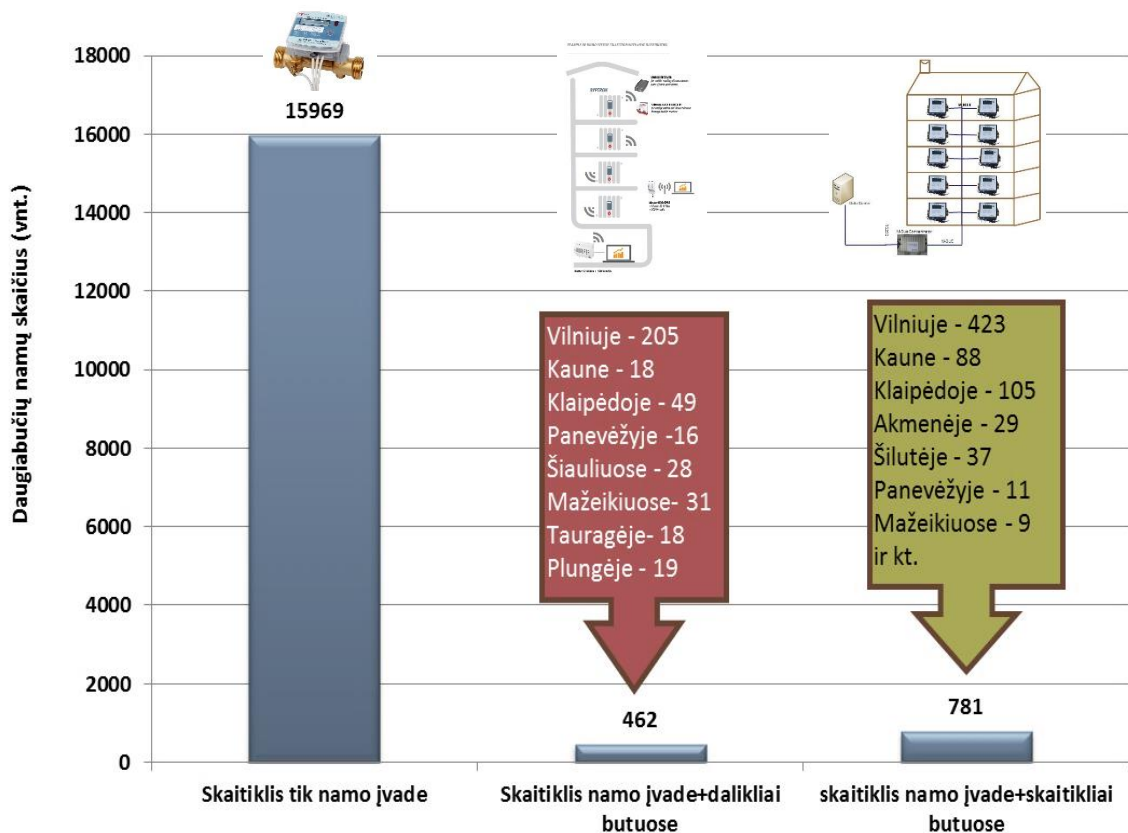 18000
16000
14000
12000
10000
8000
6000
4000
2000
0
Daugiabučių namų skaičius (vnt.)
15969
Vilniuje - 205
Kaune - 18
Klaipėdoje - 49
Panevėžyje -16
Šiauliuose - 28
Mažeikiuose- 31
Tauragėje- 18
Plungėje - 19
462
Vilniuje - 423
Kaune - 88
Klaipėdoje - 105
Akmenėje - 29
Šilutėje - 37
Panevėžyje - 11
Mažeikiuose - 9
ir kt.
781
Skaitiklis tik namo įvade
Skaitiklis namo įvade+dalikliai
butuose
skaitiklis namo įvade+skaitikliai
butuose